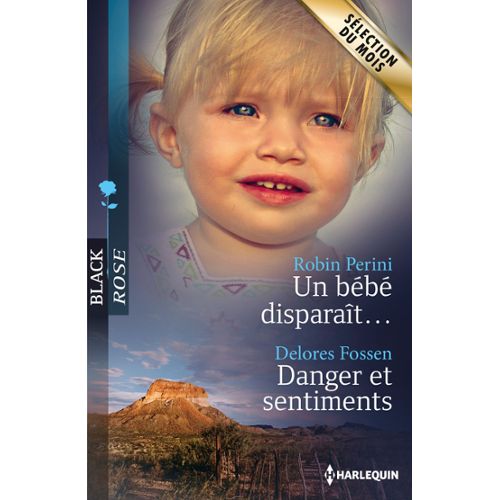 SÉLECTION
DU MOIS
BLACK
ROSE
Robin Perini
Un bébé
disparaît...
Delores Fossen
Danger et
sentiments
HARLEQUIN